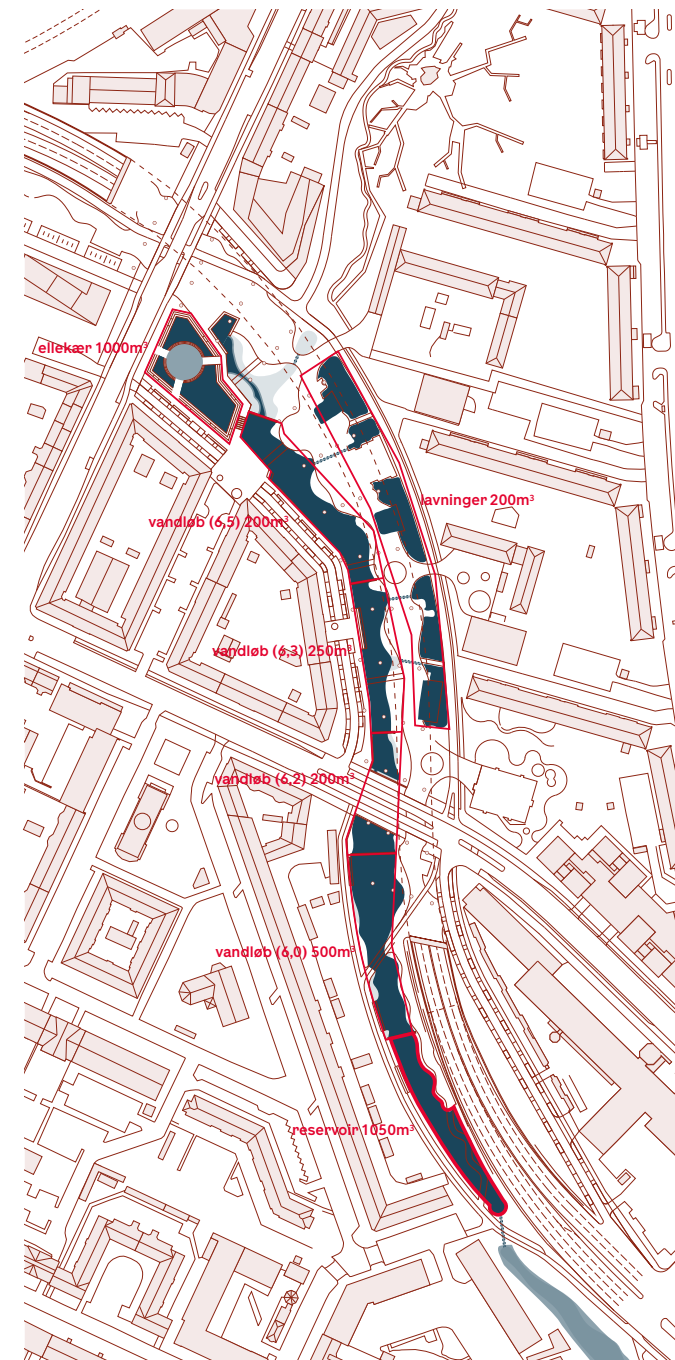 ellekær 1000m³
lavninger 200m³
vandløb (6,5) 200m³
vandløb (6,3) 250m³
vandløb (6,2) 200m³
vandløb (6,0) 500m³
reservoir 1050m³